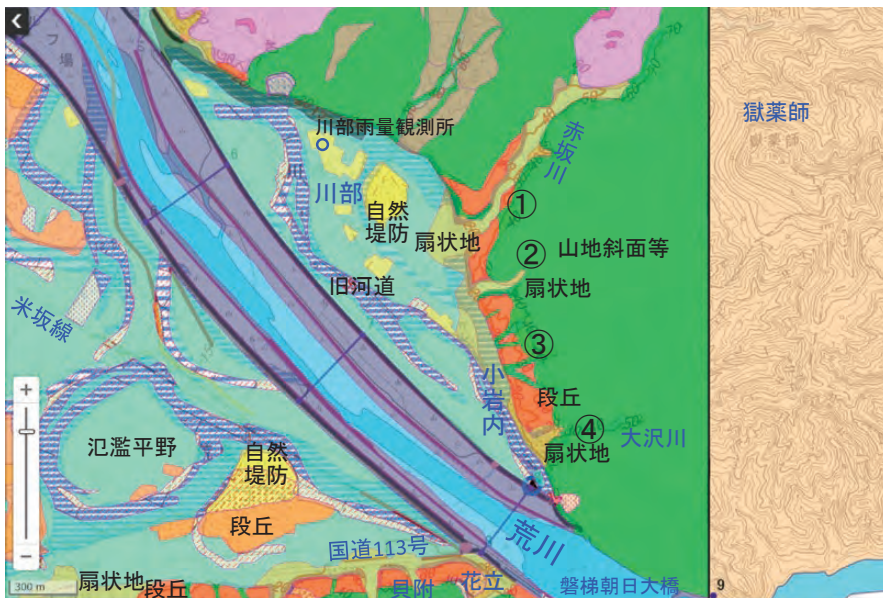 フ
場
川部雨量観測所
川部
自然
堤防
扇状地
旧河道
米坂線
赤坂川
獄薬師
①
②
山地斜面等
扇状地
③
小岩内
段丘
④
大沢川
扇状地
氾濫平野
自然
堤防
段丘
荒川
国道113号
扇状地
段丘
貝附
花立
磐梯朝日大橋
9
300 m
+
−